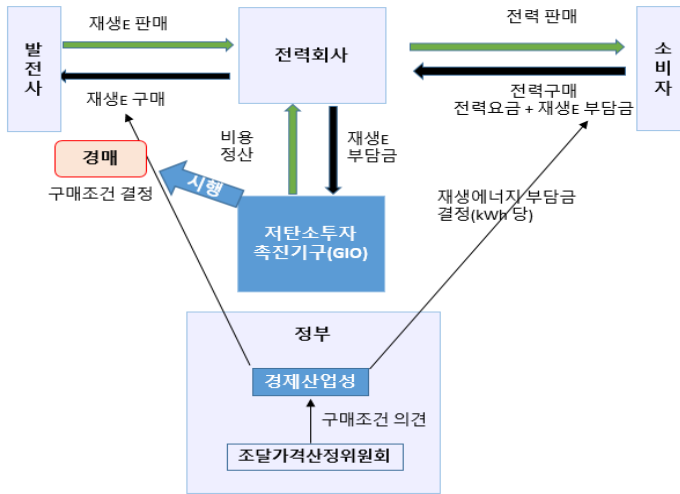 재생E 판매
발
전
사
전력회사
전력 판매
소
비
자
재생E 구매
전력구매
전력요금 + 재생E 부담금
비용
정산
재생E
부담금
경매
시행
구매조건 결정
재생에너지 부담금
결정(kWh 당)
저탄소투자
촉진기구(GIO)
정부
경제산업성
구매조건 의견
조달가격산정위원회